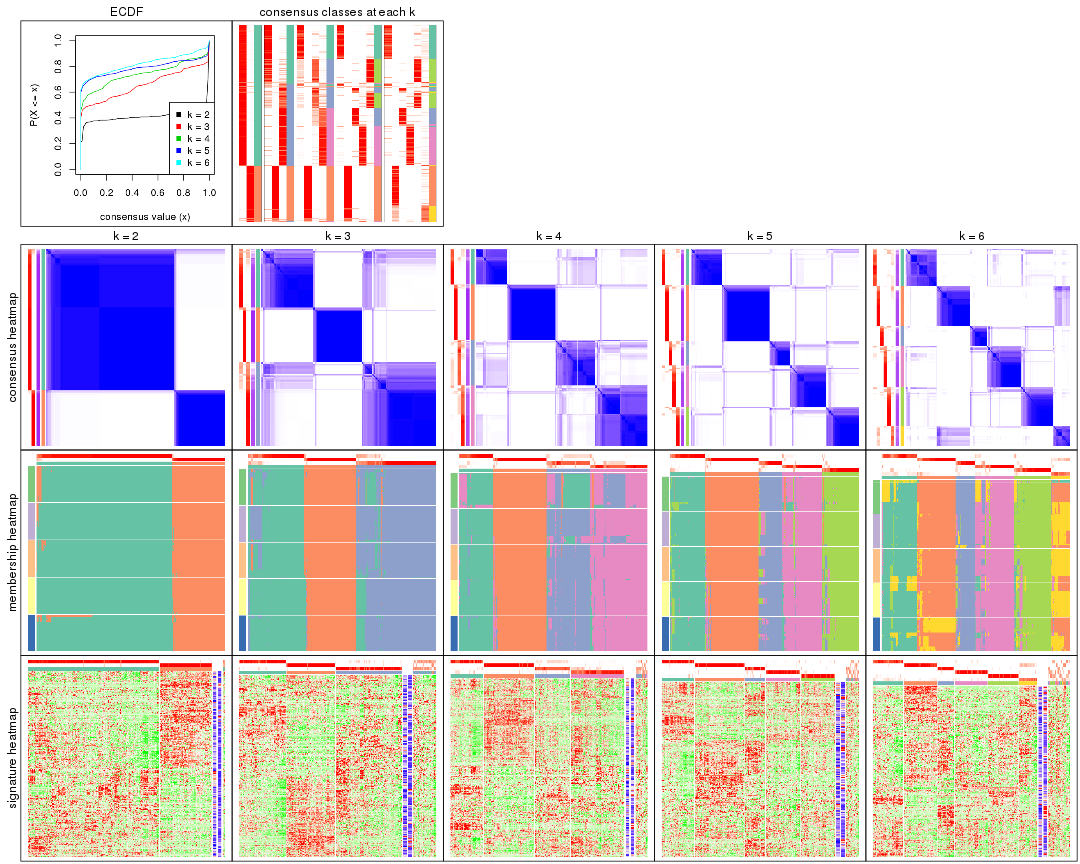 ECDF
consensus classes at each k
P(X <= x)
0.0 0.2 0.4 0.6 0.8 1.0
k = 2
k = 3
k = 4
k = 5
k = 6
0.0 0.2 0.4 0.6 0.8 1.0
consensus value (x)
k = 2 k = 3 k = 4 k = 5 k = 6
consensus heatmap
membership heatmap
signature heatmap